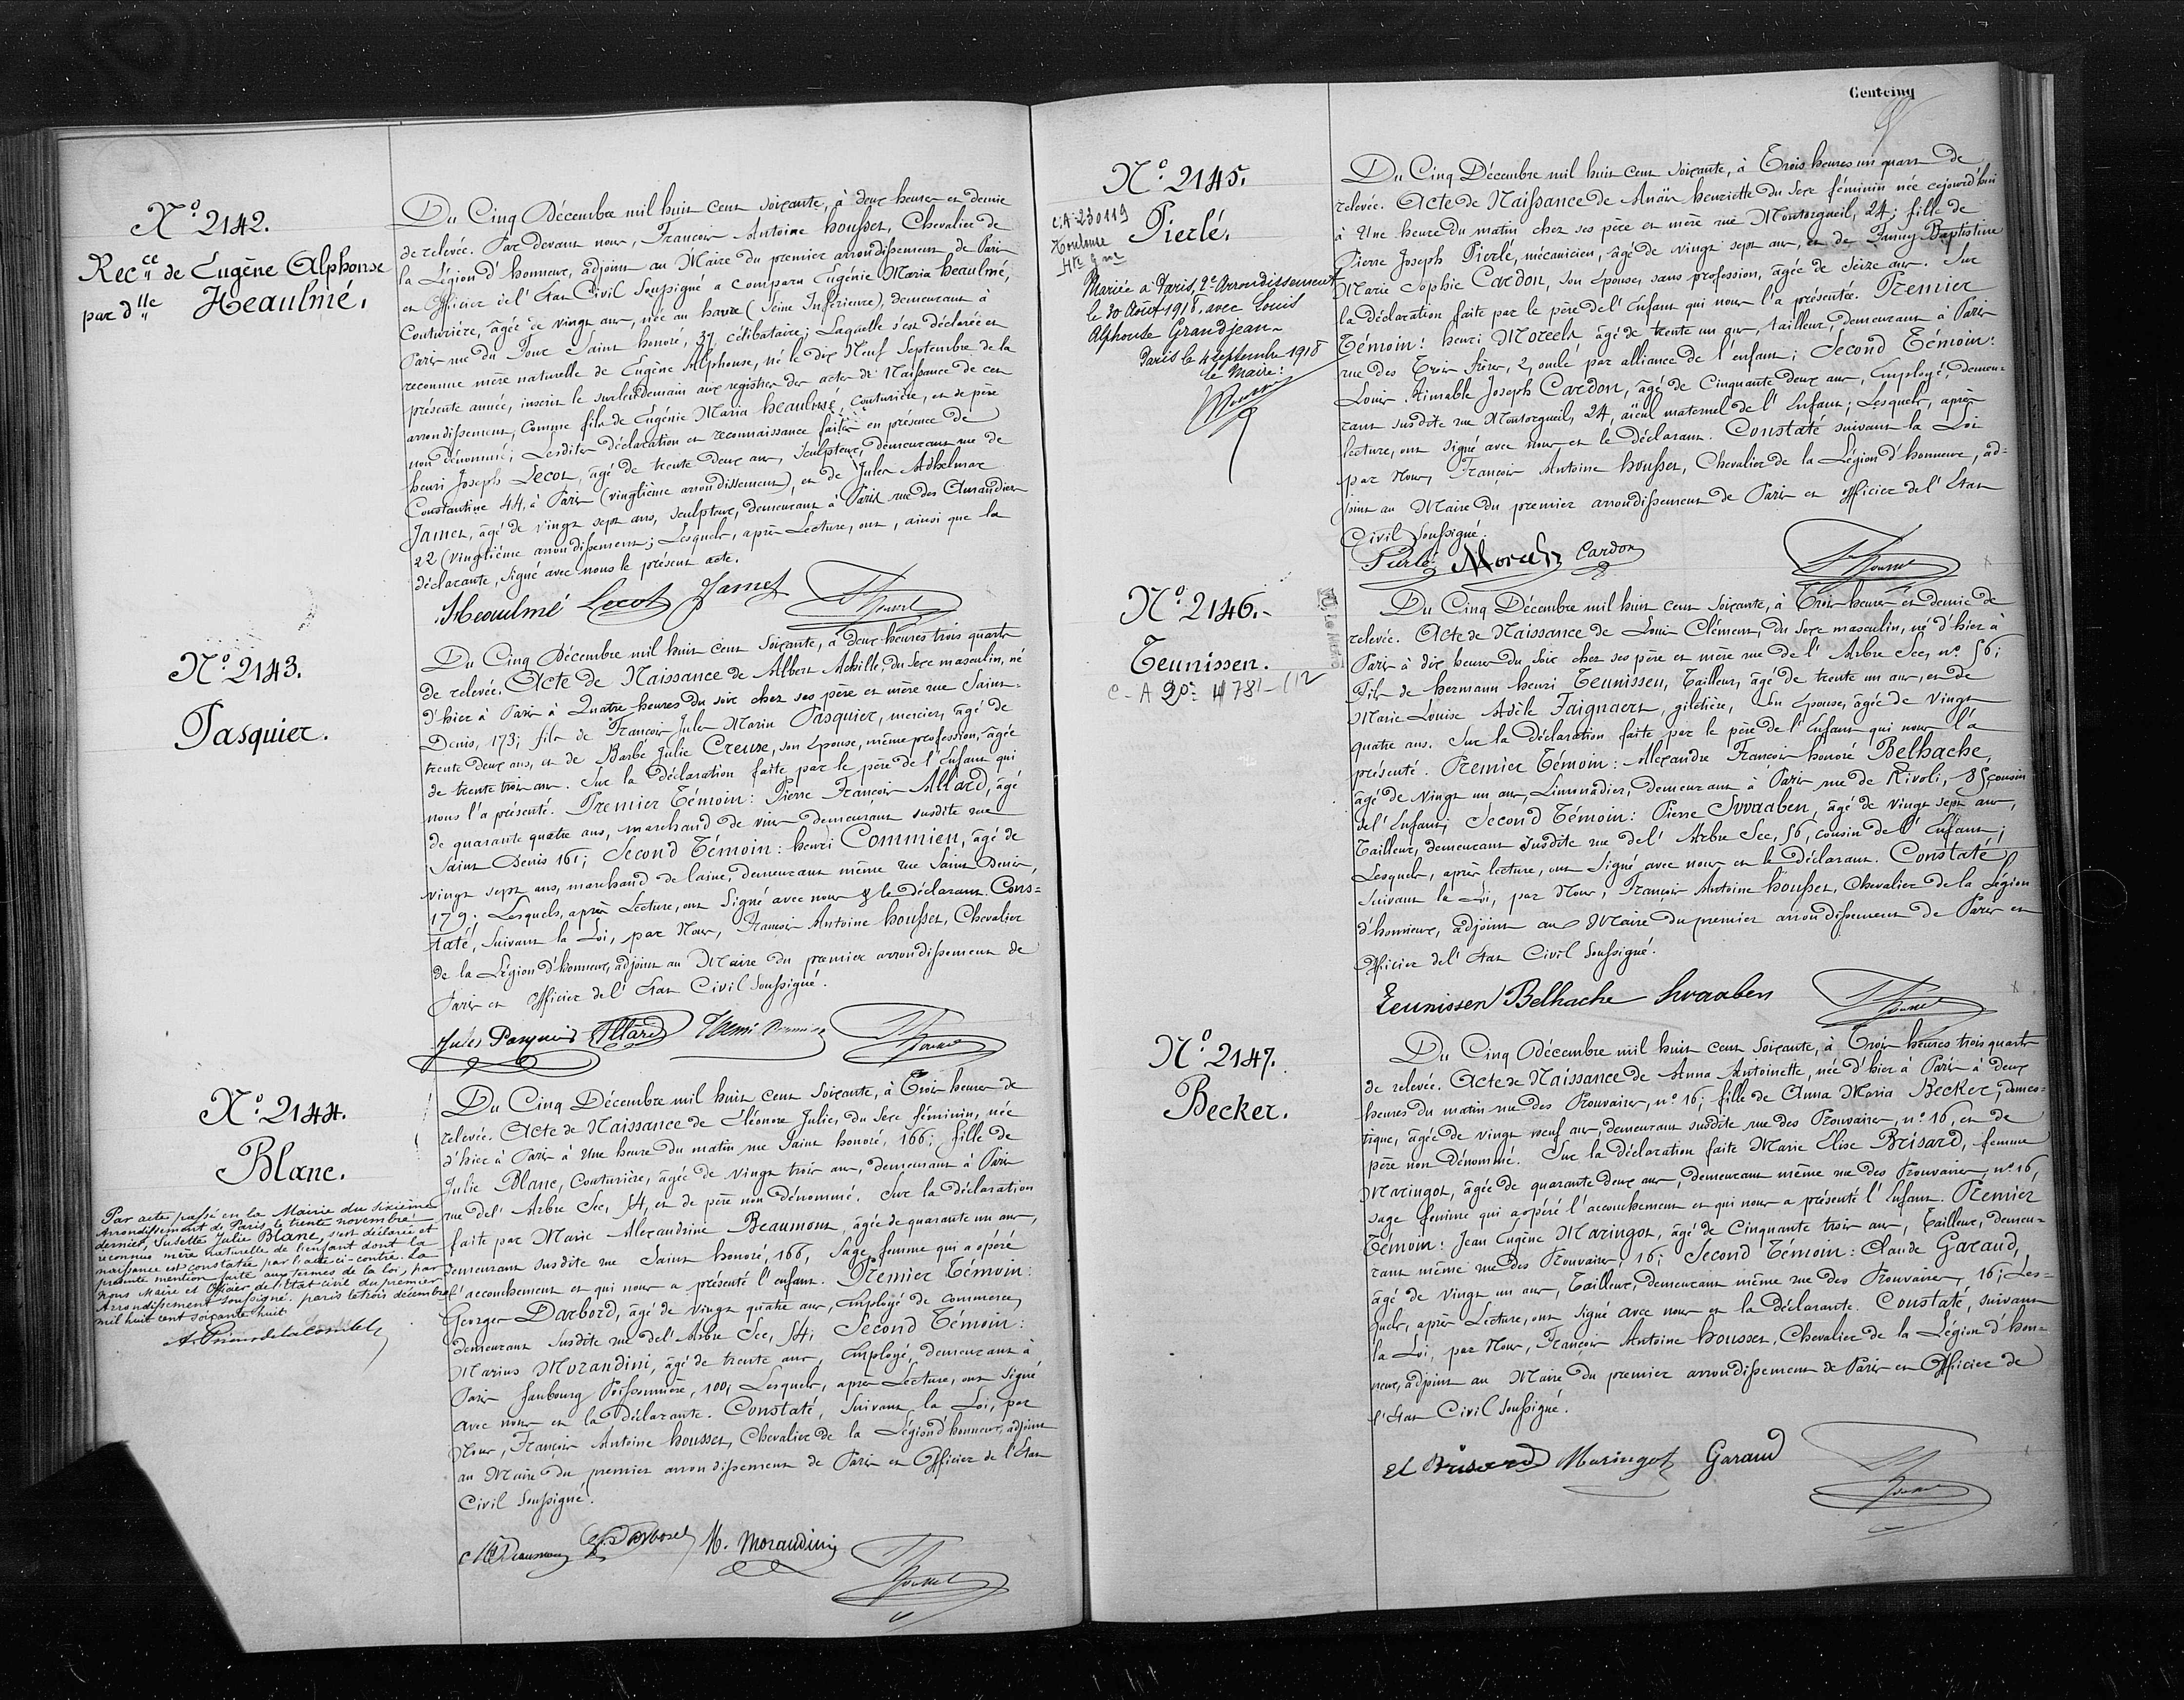 N.º 2142.
Rec.ce de Eugène Alphonse
par d.lle Heaulmé.
Du Cinq Décembre mil huit cent Soixante, à deux heures et demie
de relevée. Par devant nous, François Antoine housset, Chevalier de
la Légion d'honneur, adjoint au Maire du premier arrondissement de Paris
et Officier de l'Etat Civil Soussigné a comparu Eugénie Maria heaulmé,
Couturière, âgée de vingt ans, née au havre (Seine Inférieure), demeurant à
Paris rue du Four Saint honoré, 37, célibataire; Laquelle s'est déclarée et
reconnue mère naturelle de Eugène Alphonse, né le dix Neuf Septembre de la
présente année, inscrit le surlendemain aux registres des actes de Naissance de cet
arrondissement, Comme fils de Eugénie Maria heaulmé, Couturière, et de père
non dénommé; Lesdites déclaration et reconnaissance faites en présence de
henri Joseph Lecot, âgé de trente deux ans, Sculpteur, demeurant rue de
Constantine 44, à Paris (vingtième arrondissement), et de Jules Adhelmar
Jamet, âgé de vingt sept ans, sculpteur, demeurant à Paris rue des Amandiers
22 (vingtième arrondissement; Lesquels, après Lecture, ont, ainsi que la
déclarante, signé avec nous le présent acte.
Heaulmé Lecot Jamet
N.º 2143.
Pasquier.
Du Cinq Décembre mil huit cent Soixante, à deux heures trois quarts
de relevée. Acte de Naissance de Albert Achille, du Sexe masculin, né
d'hier à Paris à Quatre heures du soir chez ses père et mère rue Saint-
Denis, 173; fils de François Jules Marin Pasquier, mercier, âgé de
trente deux ans, et de Barbe Julie Creuse, son épouse, même profession, âgée
de trente trois ans. Sur la déclaration faite par le père de l'Enfant qui
nous l'a présenté. Premier Témoin: Pierre François Allard, âgé
de quarante quatre ans, marchand de vin demeurant susdite rue
Saint Denis 161; Second Témoin: henri Commien, âgé de
vingt sept ans, marchand de laine, demeurant même rue Saint Denis,
179; Lesquels, après Lecture, ont Signé avec nous & le Déclarant. Cons=
taté, Suivant la Loi, par Nous, François Antoine housset, Chevalier
de la Légion d'honneur, adjoint au Maire du premier arrondissement de
Paris et Officier de l'Etat Civil Soussigné.
Jules Pasquier Allard Henri
N.º 2144.
Blanc.
Par acte passé en la Mairie du sixième
Arrondissement de Paris, le trente novembre
dernier, Susette Julie Blanc, s'est déclarée et
reconnue mère naturelle de l'enfant dont la
naissance est constatée par l'acte ci-contre. La
présente mention faite aux termes de la loi, par
nous Maire et Officier de l'Etat civil du premier
Arrondissement soussigné. paris le trois décembre
mil huit cent soixante huit
Du Cinq Décembre mil huit cent Soixante, à Trois heures de
relevée. Acte de Naissance de Eléonore Julie, du Sexe féminin, née
d'hier à Paris à Une heure du matin rue Saint honoré, 166; fille de
Julie Blanc, Couturière, âgée de vingt trois ans, demeurant à Paris
rue de l'Arbre Sec, 54, et de père non dénommé. Sur la déclaration
faite par Marie Alexandrine Beaumont, âgée de quarante un ans,
demeurant susdite rue Saint honoré, 166, Sage femme qui a opéré
l'accouchement et qui nous a présenté l'enfant. Premier Témoin:
Georges Darbord, âgé de vingt quatre ans, Employé de commerce,
demeurant susdite rue de l'Arbre Sec, 54; Second Témoin:
Marius Morandini, âgé de trente ans, Employé, demeurant à
Paris faubourg Poissonnière, 100; Lesquels, après Lecture, ont Signé
avec nous et la Déclarante. Constaté, Suivant la Loi, par
Nous, François Antoine housset, Chevalier de la Légion d'honneur, adjoint
au Maire du premier arrondissement de Paris et Officier de l'Etat
Civil Soussigné.
M. Morandini
Cent-cinq
N.º 2145.
Pierlé.
C.A. 230119
Toulouse
Hte Gne
Mariée à Paris, 2e Arrondissement
le 30 Août 1918, avec Louis
Alphonse Grandjean.
Paris le 4 Septembre 1918
Le Maire:
Du Cinq Décembre mil huit cent Soixante, à Trois heures un quart de
relevée. Acte de Naissance de Anaïs henriette du Sexe féminin née cejourd'hui
à Une heure du matin chez ses père et mère rue Montorgueil, 24; fille de
Pierre Joseph Pierlé, mécanicien, âgé de vingt sept ans, et de Fanny Baptistine
Marie Sophie Cardon, son épouse, sans profession, âgée de Seize ans. Sur
la déclaration faite par le père de l'Enfant qui nous l'a présentée. Premier
Témoin: henri Morceh âgé de trente un ans, tailleur, demeurant à Paris
rue des Trois frères, 2, oncle par alliance de l'enfant; Second Témoin:
Louis Aimable Joseph Cardon, âgé de Cinquante deux ans, Employé, demeu-
rant susdite rue Montorgueil, 24, aïeul maternel de l'Enfant; Lesquels, après
lecture, ont signé avec nous et le déclarant. Constaté suivant la Loi
par Nous, François Antoine housset, Chevalier de la Légion d'honneur, ad=
joint au Maire du premier arrondissement de Paris et Officier de l'Etat
Civil Soussigné.
Pierlé Cardon
N.º 2146.-
Teunissen.
C - A
Du Cinq Décembre mil huit cent Soixante, à Trois heures et demie de
relevée. Acte de Naissance de Louis Clément, du Sexe masculin, né d'hier à
Paris à dix heures du Soir chez ses père et mère rue de l'Arbre Sec, nº 56;
Fils de hermann henri Teunissen, Tailleur, âgé de trente un ans, et de
Marie Louise Adèle Faignaert, giletière, Son épouse, âgée de vingt
quatre ans. Sur la Déclaration faite par le père de l'Enfant qui nous l'a
présenté. Premier Témoin: Alexandre François honoré Belhache,
âgé de vingt un ans, Limonadier, demeurant à Paris rue de Rivoli, 85, cousin
de l'Enfant; Second Témoin: Pierre Swaaben, âgé de vingt sept ans,
Tailleur, demeurant susdite rue de l'Arbre Sec, 56, cousin de l'Enfant;
Lesquels, après lecture, ont Signé avec nous et le Déclarant. Constaté,
Suivant la Loi, par Nous, François Antoine housset, Chevalier de la Légion
d'honneur, adjoint au Maire du premier arrondissement de Paris et
Officier de l'Etat Civil Soussigné.
Teunissen Belhache Swaaben
N.º 2147.
Becker.
Du Cinq Décembre mil huit cent Soixante, à Trois heures trois quarts
de relevée. Acte de Naissance de Anna Antoinette, née d'hier à Paris à deux
heures du matin rue des Prouvaires, nº 16; fille de Anna Maria Becker, domes=
tique, âgée de vingt neuf ans, demeurant susdite rue des Prouvaires, nº 16, et de
père non Dénommé. Sur la déclaration faite Marie Elise Brisard, femme
Maringot, âgée de quarante deux ans, demeurant même rue des Prouvaires, nº 16,
sage femme qui a opéré l'accouchement et qui nous a présenté l'Enfant. Premier
Témoin: Jean Eugène Maringot, âgé de Cinquante trois ans, Tailleur, demeu=
rant même rue des Prouvaires, 16; Second Témoin: Claude Garaud,
âgé de vingt un ans, Tailleur, demeurant même rue des Prouvaires, 16; Les=
quels, après Lecture, ont signé avec nous et la Déclarante. Constaté, suivant
la Loi, par Nous, François Antoine housset, Chevalier de la Légion d'hon=
neur, adjoint au Maire du premier arrondissement de Paris et Officier de
l'Etat Civil Soussigné.
El Brisard Maringot Garaud